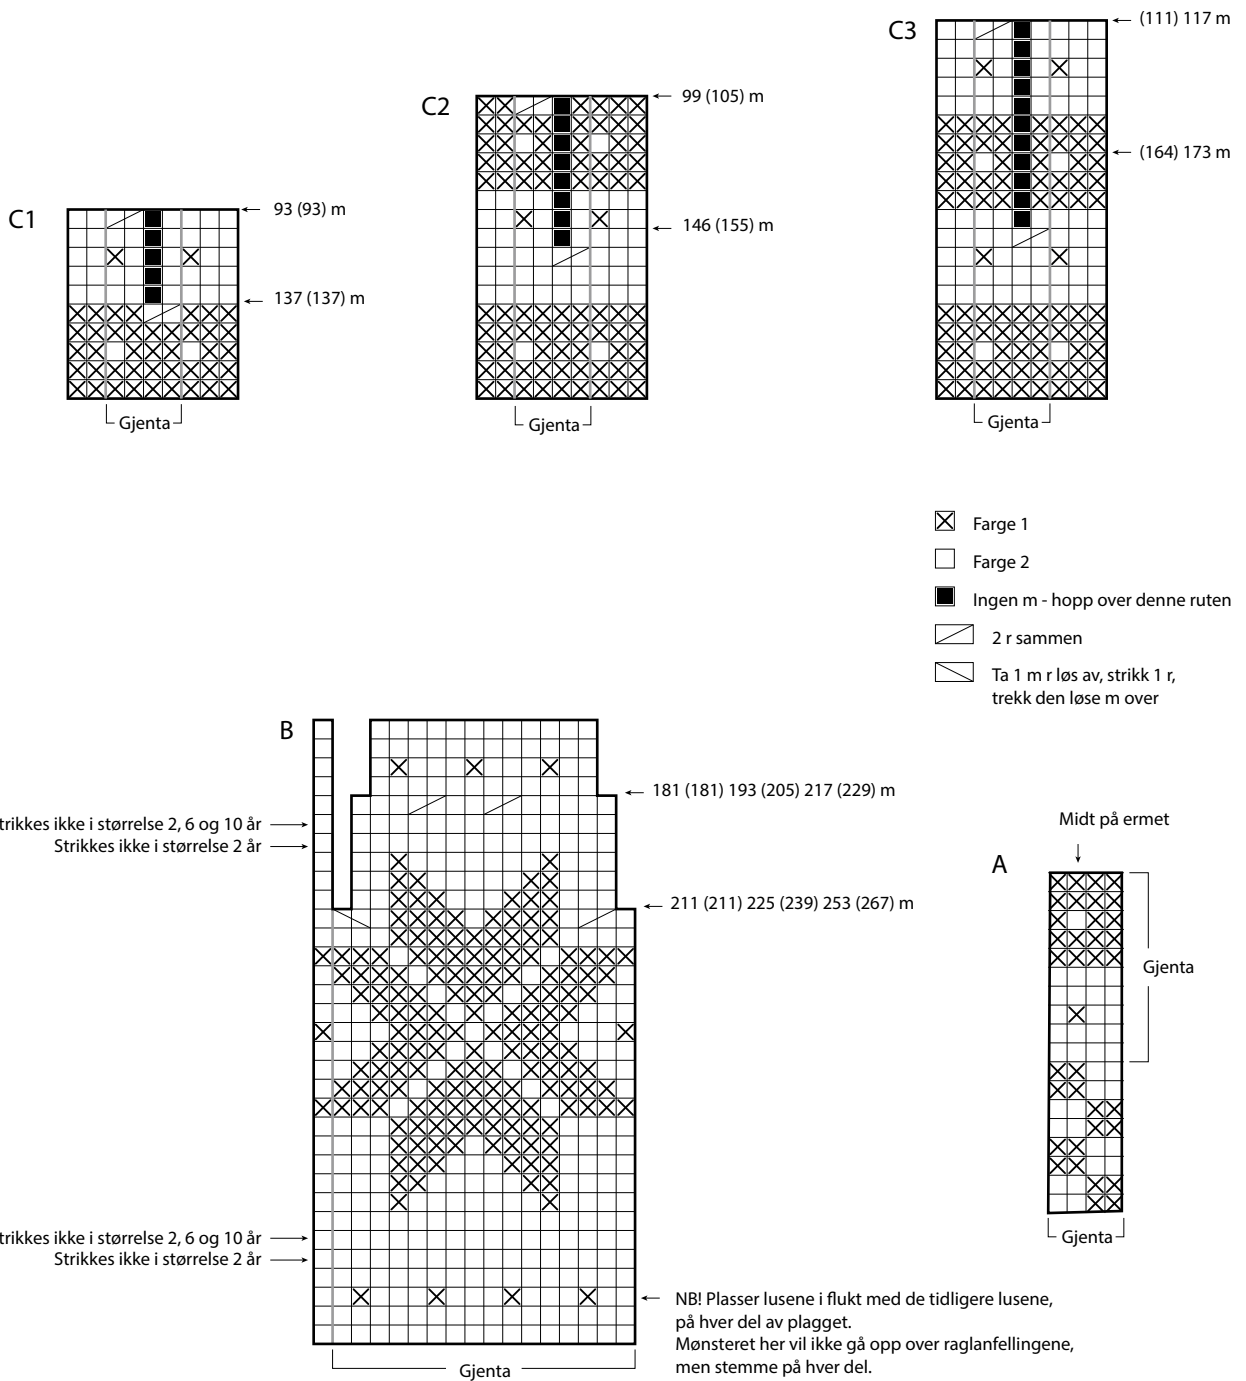 C1
93 (93) m
137 (137) m
Gjenta
C2
99 (105) m
146 (155) m
Gjenta
C3
(111) 117 m
(164) 173 m
Gjenta
Farge 1
Farge 2
Ingen m - hopp over denne ruten
2 r sammen
Ta 1 m r løs av, strikk 1 r,
trekk den løse m over
B
181 (181) 193 (205) 217 (229) m
trikkes ikke i størrelse 2, 6 og 10 år
Strikkes ikke i størrelse 2 år
211 (211) 225 (239) 253 (267) m
trikkes ikke i størrelse 2, 6 og 10 år
Strikkes ikke i størrelse 2 år
NB! Plasser lusene i flukt med de tidligere lusene,
på hver del av plagget.
Mønsteret her vil ikke gå opp over raglanfellingene,
men stemme på hver del.
Gjenta
Midt på ermet
A
Gjenta
Gjenta